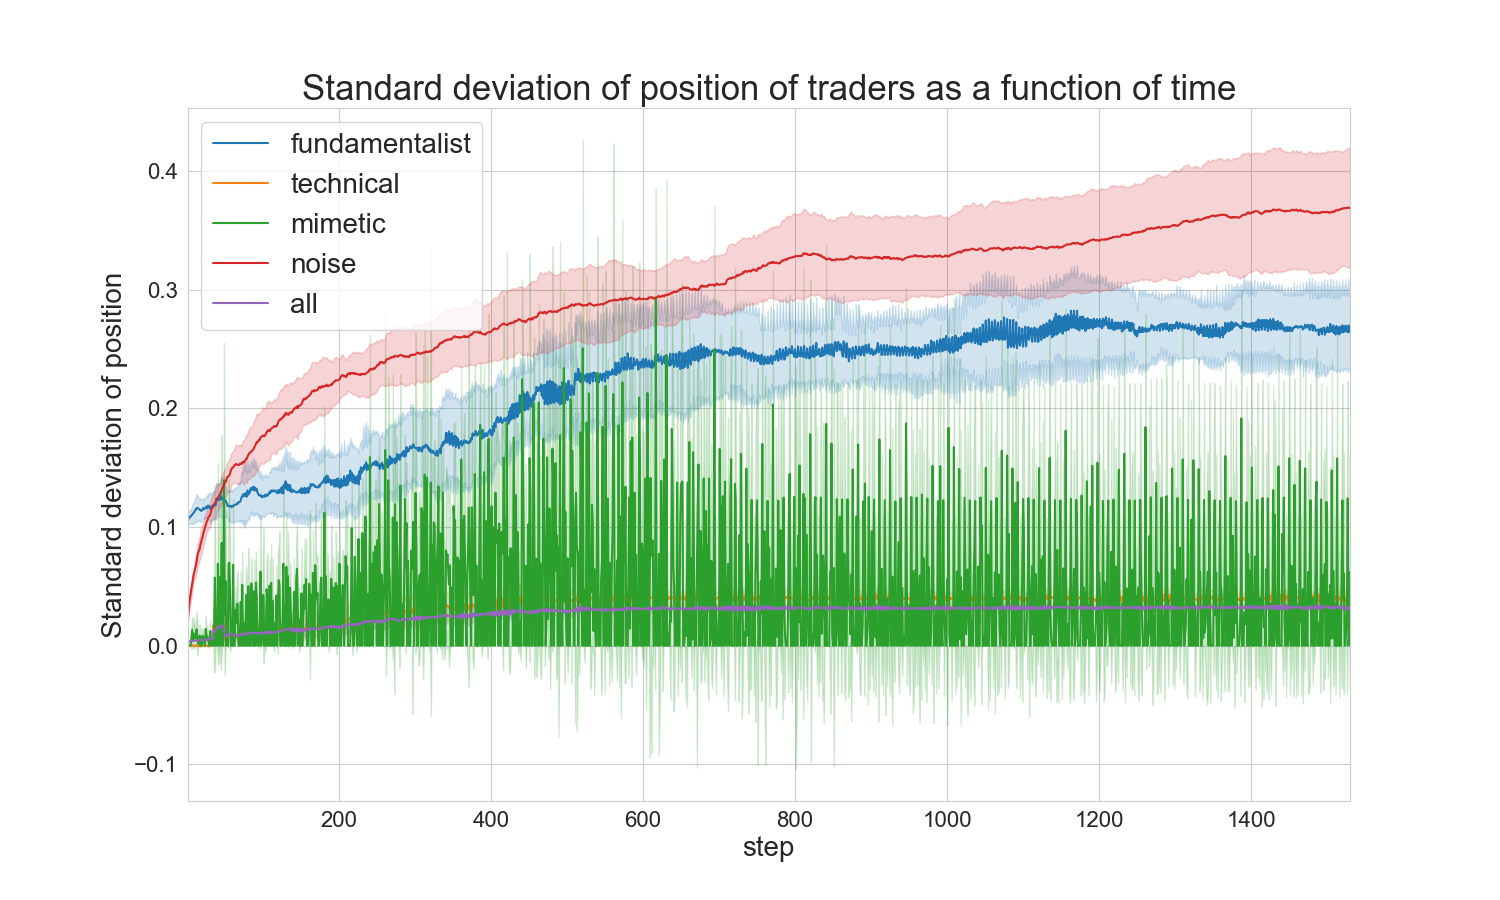 Standard deviation of position of traders as a function of time
fundamentalist
technical
mimetic
noise
all
Standard deviation of position
0.4
0.3
0.2
0.1
0.0
−0.1
200 400 600 800 1000 1200 1400
step